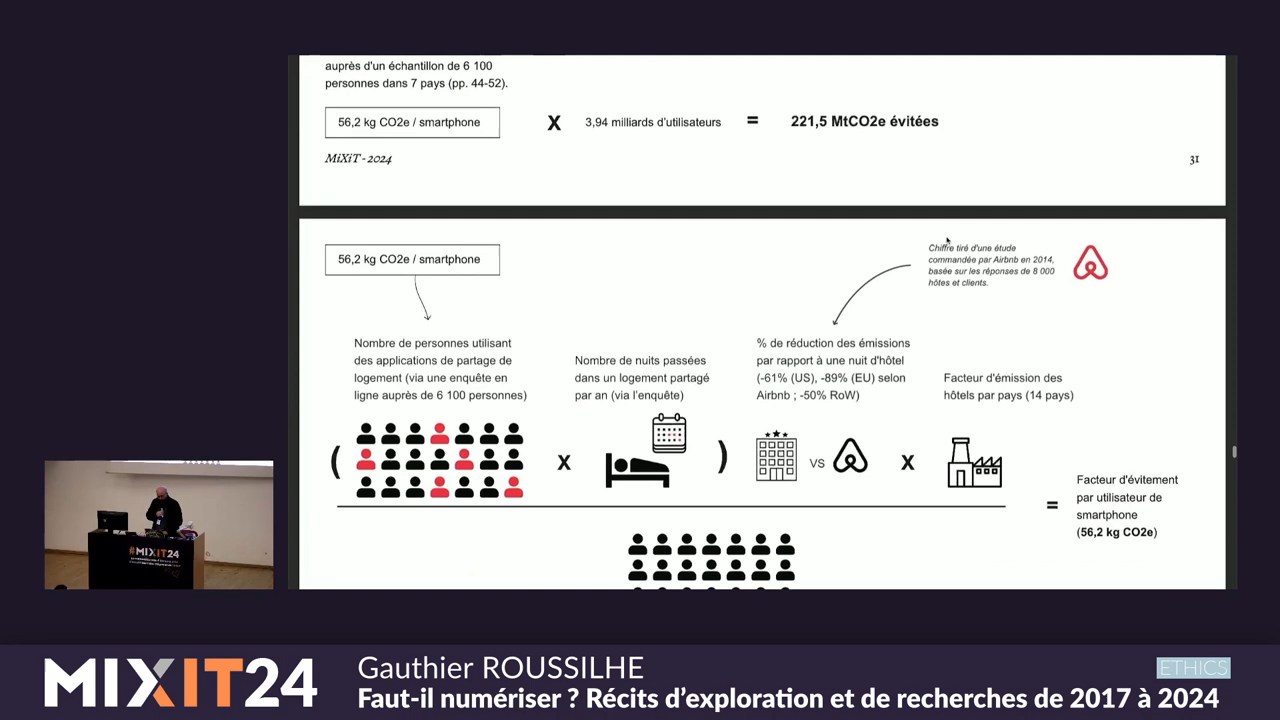 auprès d'un échantillon de 6 100
personnes dans 7 pays (pp. 44-52).
56,2 kg CO2e / smartphone
X
3,94 milliards d'utilisateurs
=
221,5 MtCO2e évitées
MiXiT - 2024
31
56,2 kg CO2e / smartphone
Chiffre tiré d'une étude
commandée par Airbnb en 2014,
basée sur les réponses de 8 000
hôtes et clients.
Nombre de personnes utilisant
des applications de partage de
logement (via une enquête en
ligne auprès de 6 100 personnes)
Nombre de nuits passées
dans un logement partagé
par an (via l'enquête)
% de réduction des émissions
par rapport à une nuit d'hôtel
(-61% (US), -89% (EU) selon
Airbnb ; -50% RoW)
Facteur d'émission des
hôtels par pays (14 pays)
(
X
)
VS
X
=
Facteur d'évitement
par utilisateur de
smartphone
(56,2 kg CO2e)
#MIXIT24
MIXIT24
Gauthier ROUSSILHE
ETHICS
Faut-il numériser ? Récits d'exploration et de recherches de 2017 à 2024